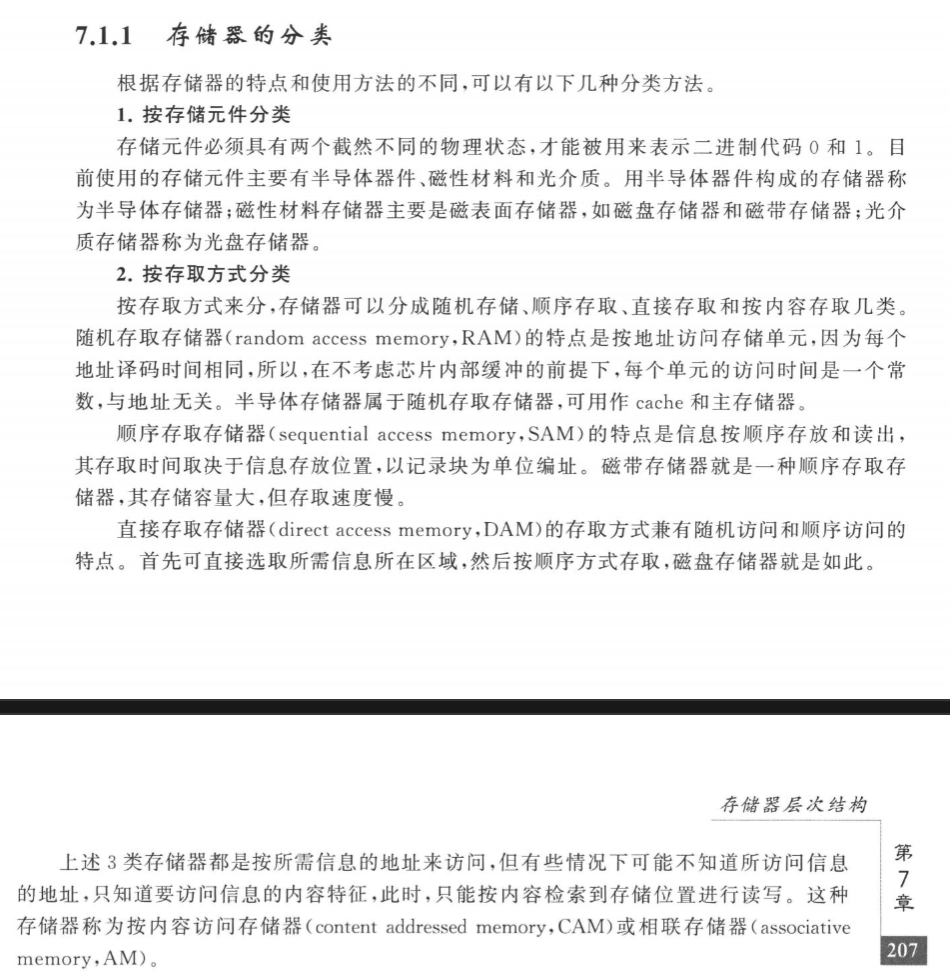 7.1.1 存储器的分类
根据存储器的特点和使用方法的不同,可以有以下几种分类方法。
1. 按存储元件分类
存储元件必须具有两个截然不同的物理状态,才能被用来表示二进制代码 0 和 1。目
前使用的存储元件主要有半导体器件、磁性材料和光介质。用半导体器件构成的存储器称
为半导体存储器;磁性材料存储器主要是磁表面存储器,如磁盘存储器和磁带存储器;光介
质存储器称为光盘存储器。
2. 按存取方式分类
按存取方式来分,存储器可以分成随机存储、顺序存取、直接存取和按内容存取几类。
随机存取存储器(random access memory,RAM)的特点是按地址访问存储单元,因为每个
地址译码时间相同,所以,在不考虑芯片内部缓冲的前提下,每个单元的访问时间是一个常
数,与地址无关。半导体存储器属于随机存取存储器,可用作 cache 和主存储器。
顺序存取存储器(sequential access memory,SAM)的特点是信息按顺序存放和读出,
其存取时间取决于信息存放位置,以记录块为单位编址。磁带存储器就是一种顺序存取存
储器,其存储容量大,但存取速度慢。
直接存取存储器(direct access memory,DAM)的存取方式兼有随机访问和顺序访问的
特点。首先可直接选取所需信息所在区域,然后按顺序方式存取,磁盘存储器就是如此。
存储器层次结构
上述 3 类存储器都是按所需信息的地址来访问,但有些情况下可能不知道所访问信息
的地址,只知道要访问信息的内容特征,此时,只能按内容检索到存储位置进行读写。这种
存储器称为按内容访问存储器(content addressed memory,CAM)或相联存储器(associative
memory,AM)。
第
7
章
207